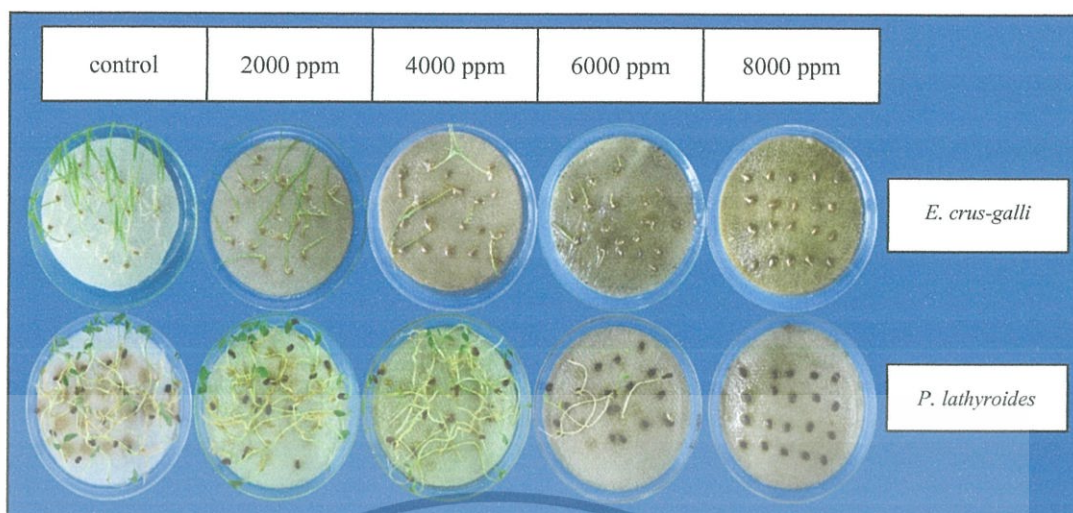 control
2000 ppm
4000 ppm
6000 ppm
8000 ppm
E. crus-galli
P. lathyroides